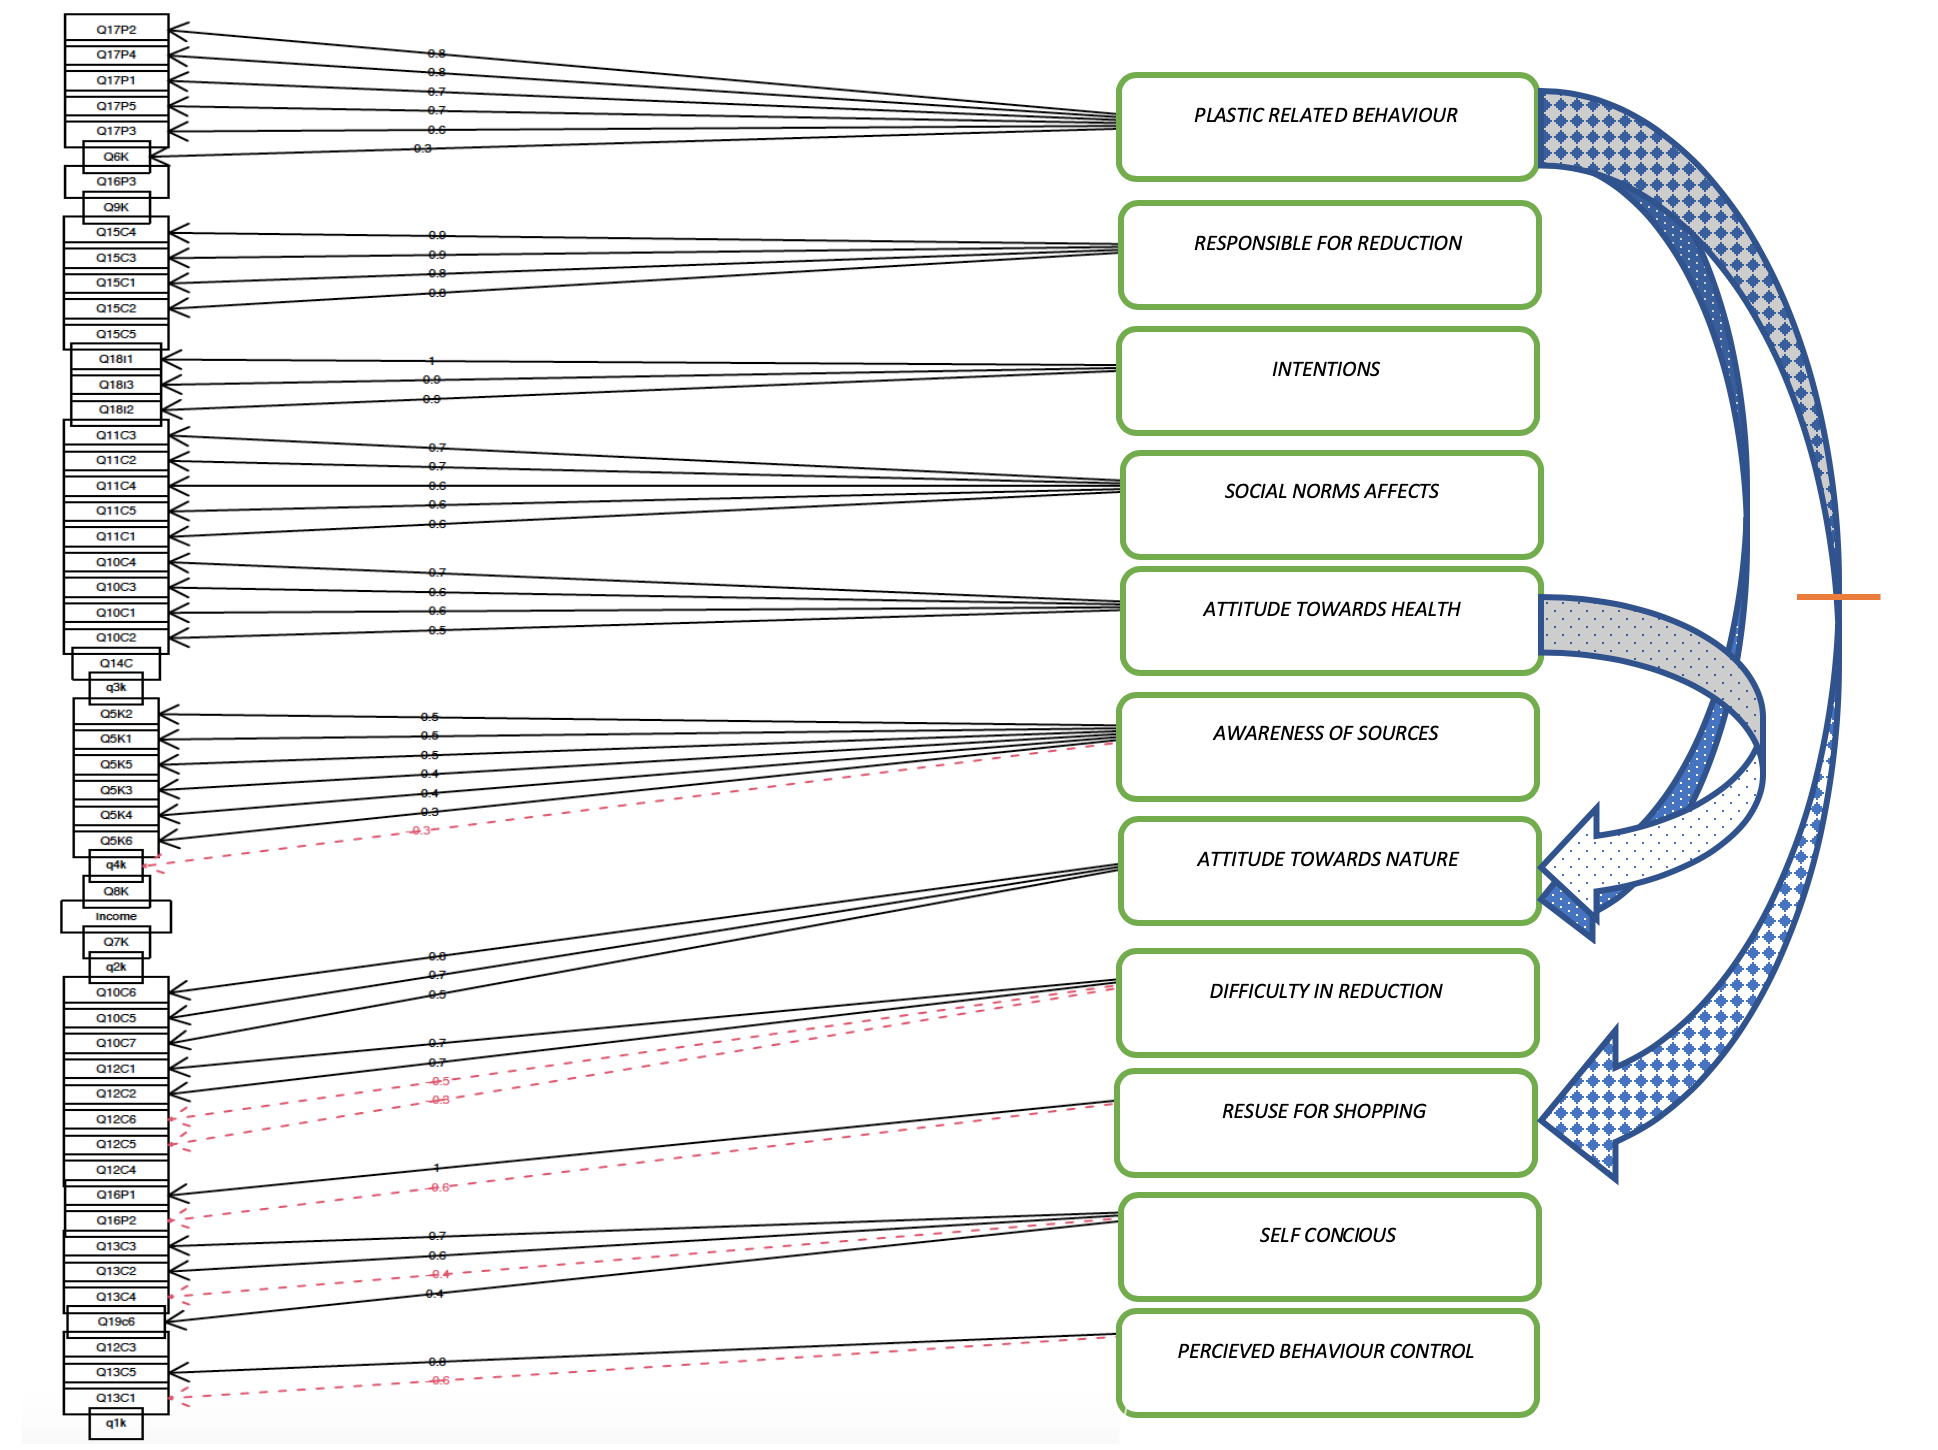 Q17P2
Q17P4
Q17P1
Q17P5
Q17P3
Q6K
Q16P3
Q9K
Q15C4
Q15C3
Q15C1
Q15C2
Q15C5
Q18I1
Q18I3
Q18I2
Q11C3
Q11C2
Q11C4
Q11C5
Q11C1
Q10C4
Q10C3
Q10C1
Q10C2
Q14C
q3k
Q5K2
Q5K1
Q5K5
Q5K3
Q5K4
Q5K6
q4k
Q8K
Income
Q7K
q2k
Q10C6
Q10C5
Q10C7
Q12C1
Q12C2
Q12C6
Q12C5
Q12C4
Q16P1
Q16P2
Q13C3
Q13C2
Q13C4
Q19c6
Q12C3
Q13C5
Q13C1
q1k
0.8
0.8
0.7
0.7
0.6
0.3
0.9
0.9
0.8
0.8
1
0.9
0.9
0.7
0.7
0.6
0.6
0.6
0.7
0.6
0.6
0.5
0.5
0.5
0.5
0.4
0.4
0.3
-0.3
0.8
0.7
0.5
0.7
0.7
-0.5
-0.3
1
-0.6
0.7
0.6
-0.4
0.4
0.8
-0.6
PLASTIC RELATED BEHAVIOUR
RESPONSIBLE FOR REDUCTION
INTENTIONS
SOCIAL NORMS AFFECTS
ATTITUDE TOWARDS HEALTH
AWARENESS OF SOURCES
ATTITUDE TOWARDS NATURE
DIFFICULTY IN REDUCTION
RESUSE FOR SHOPPING
SELF CONCIOUS
PERCIEVED BEHAVIOUR CONTROL